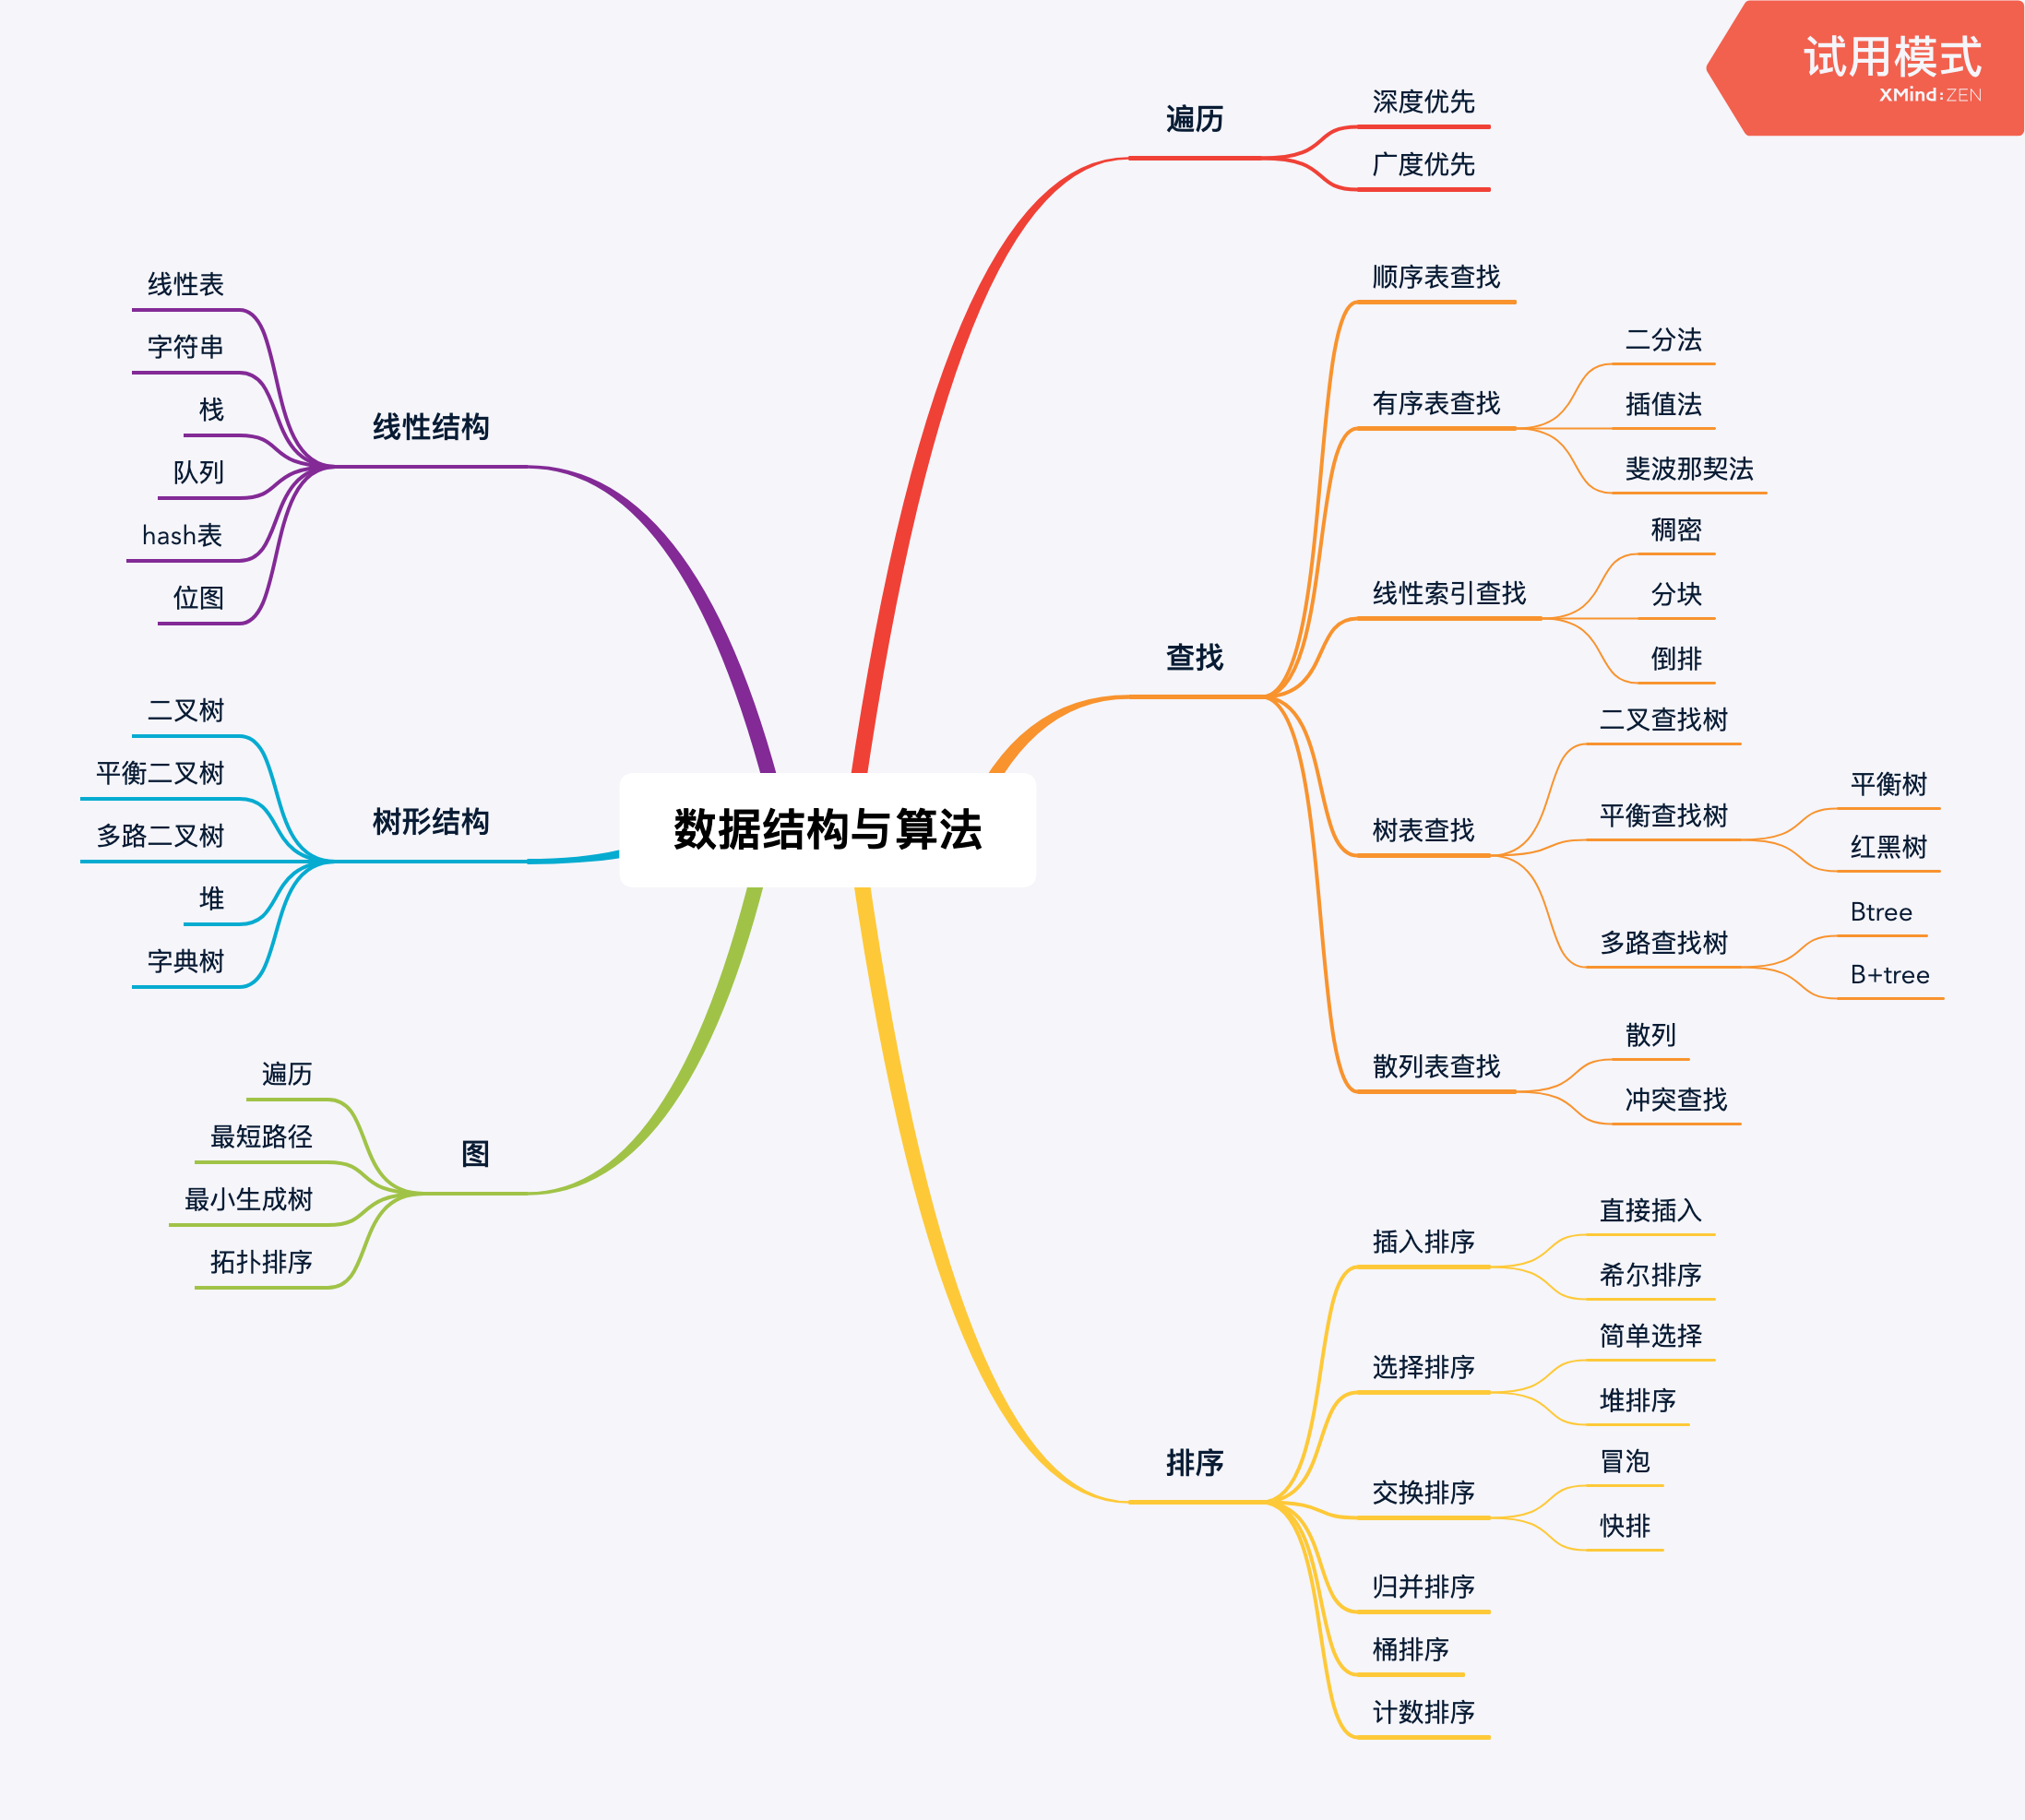 试用模式
XMind:ZEN
数据结构与算法
遍历
深度优先
广度优先
查找
顺序表查找
有序表查找
二分法
插值法
斐波那契法
线性索引查找
稠密
分块
倒排
树表查找
二叉查找树
平衡查找树
平衡树
红黑树
多路查找树
Btree
B+tree
散列表查找
散列
冲突查找
排序
插入排序
直接插入
希尔排序
选择排序
简单选择
堆排序
交换排序
冒泡
快排
归并排序
桶排序
计数排序
线性结构
线性表
字符串
栈
队列
hash表
位图
树形结构
二叉树
平衡二叉树
多路二叉树
堆
字典树
图
遍历
最短路径
最小生成树
拓扑排序